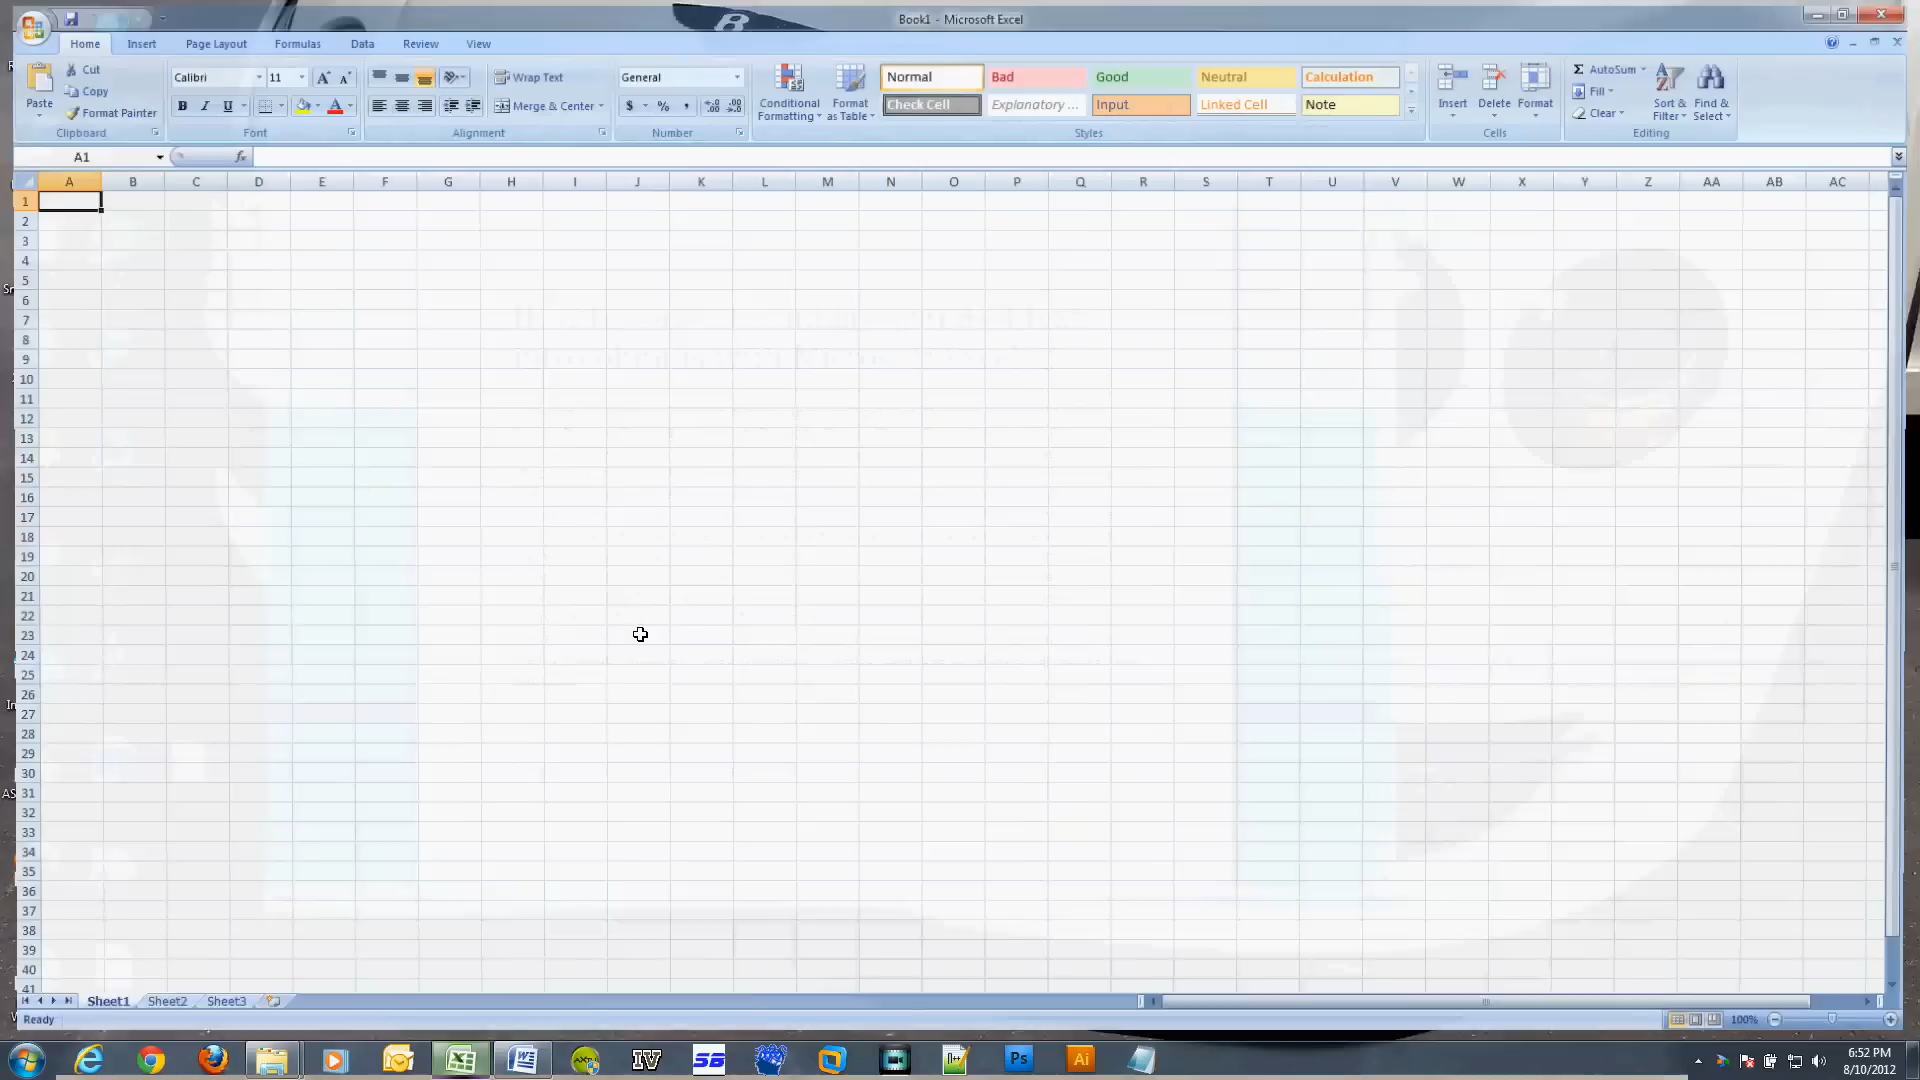 Book1 - Microsoft Excel
Home Insert Page Layout Formulas Data Review View
Paste
Cut
Copy
Format Painter
Clipboard
Calibri 11
B I U A
Font
Wrap Text
Merge & Center
Alignment
General
$ % ,
Number
Conditional Formatting
Format as Table
Normal Bad Good Neutral Calculation
Check Cell Explanatory ... Input Linked Cell Note
Styles
Insert Delete Format
Cells
Σ AutoSum
Fill
Clear
Sort & Filter
Find & Select
Editing
A1 fx
A B C D E F G H I J K L M N O P Q R S T U V W X Y Z AA AB AC
1
2
3
4
5
6
7
8
9
10
11
12
13
14
15
16
17
18
19
20
21
22
23
24
25
26
27
28
29
30
31
32
33
34
35
36
37
38
39
40
41
Sheet1 Sheet2 Sheet3
Ready 100%
IV SB Ps Ai
6:52 PM
8/10/2012